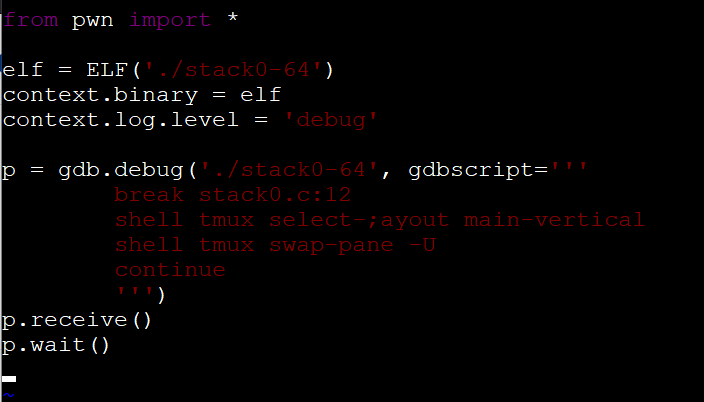 from pwn import *

elf = ELF('./stack0-64')
context.binary = elf
context.log.level = 'debug'

p = gdb.debug('./stack0-64', gdbscript='''
        break stack0.c:12
        shell tmux select-;ayout main-vertical
        shell tmux swap-pane -U
        continue
        ''')
p.receive()
p.wait()

~